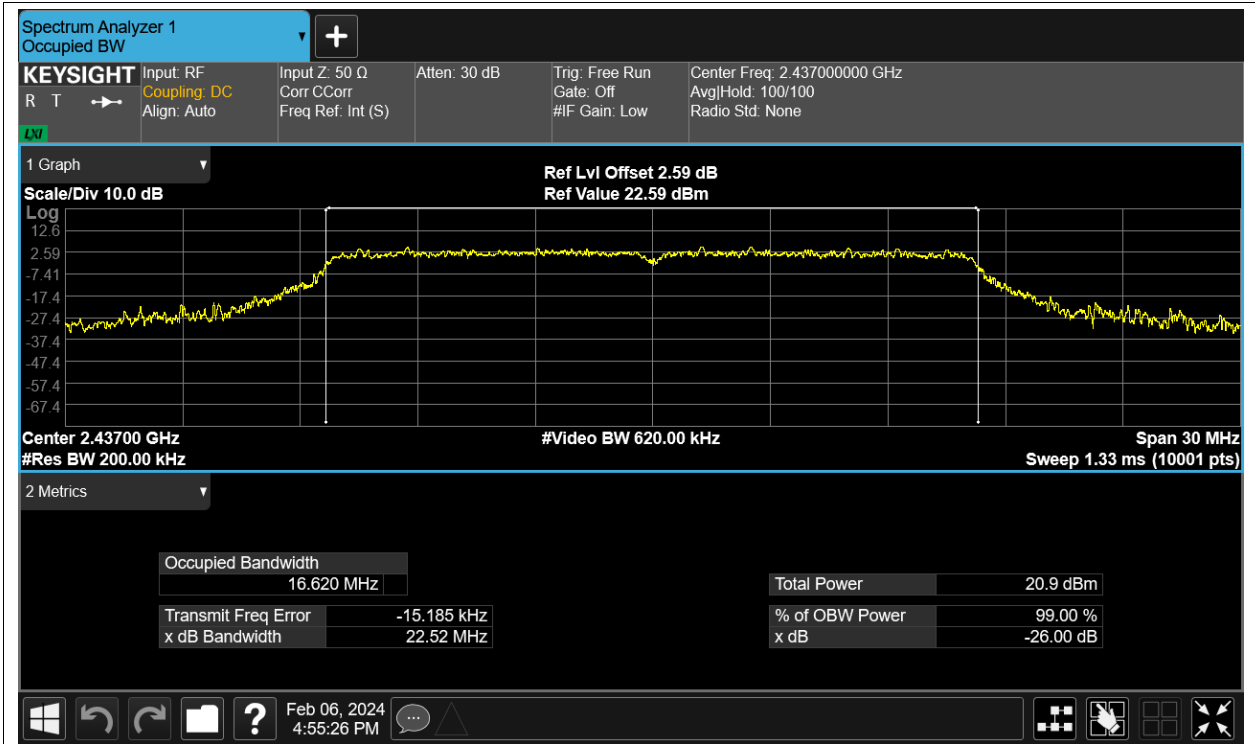 Spectrum Analyzer 1
Occupied BW
KEYSIGHT
R T
LXI
Input: RF
Coupling: DC
Align: Auto
Input Z: 50 Ω
Corr CCorr
Freq Ref: Int (S)
Atten: 30 dB
Trig: Free Run
Gate: Off
#IF Gain: Low
Center Freq: 2.437000000 GHz
Avg|Hold: 100/100
Radio Std: None
1 Graph
Scale/Div 10.0 dB
Ref Lvl Offset 2.59 dB
Ref Value 22.59 dBm
Log
12.6
2.59
-7.41
-17.4
-27.4
-37.4
-47.4
-57.4
-67.4
Center 2.43700 GHz
#Video BW 620.00 kHz
Span 30 MHz
#Res BW 200.00 kHz
Sweep 1.33 ms (10001 pts)
2 Metrics
Occupied Bandwidth
16.620 MHz
Transmit Freq Error -15.185 kHz
x dB Bandwidth 22.52 MHz
Total Power 20.9 dBm
% of OBW Power 99.00 %
x dB -26.00 dB
?
Feb 06, 2024
4:55:26 PM